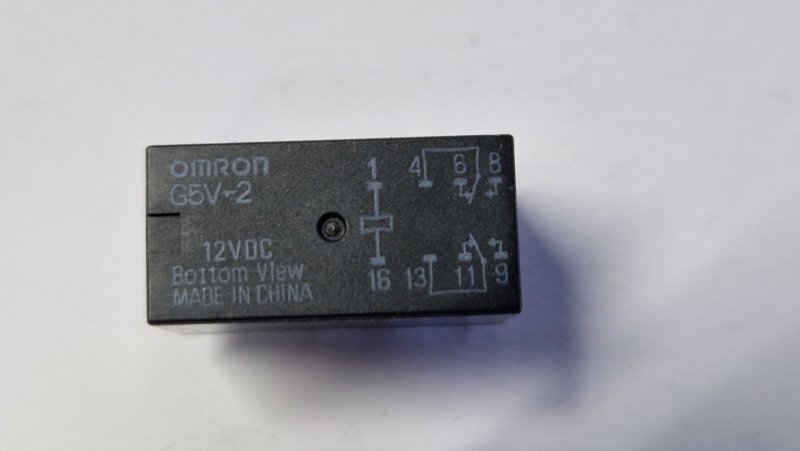 omron
G5V-2
12VDC
Bottom View
MADE IN CHINA
1 4 6 8
16 13 11 9